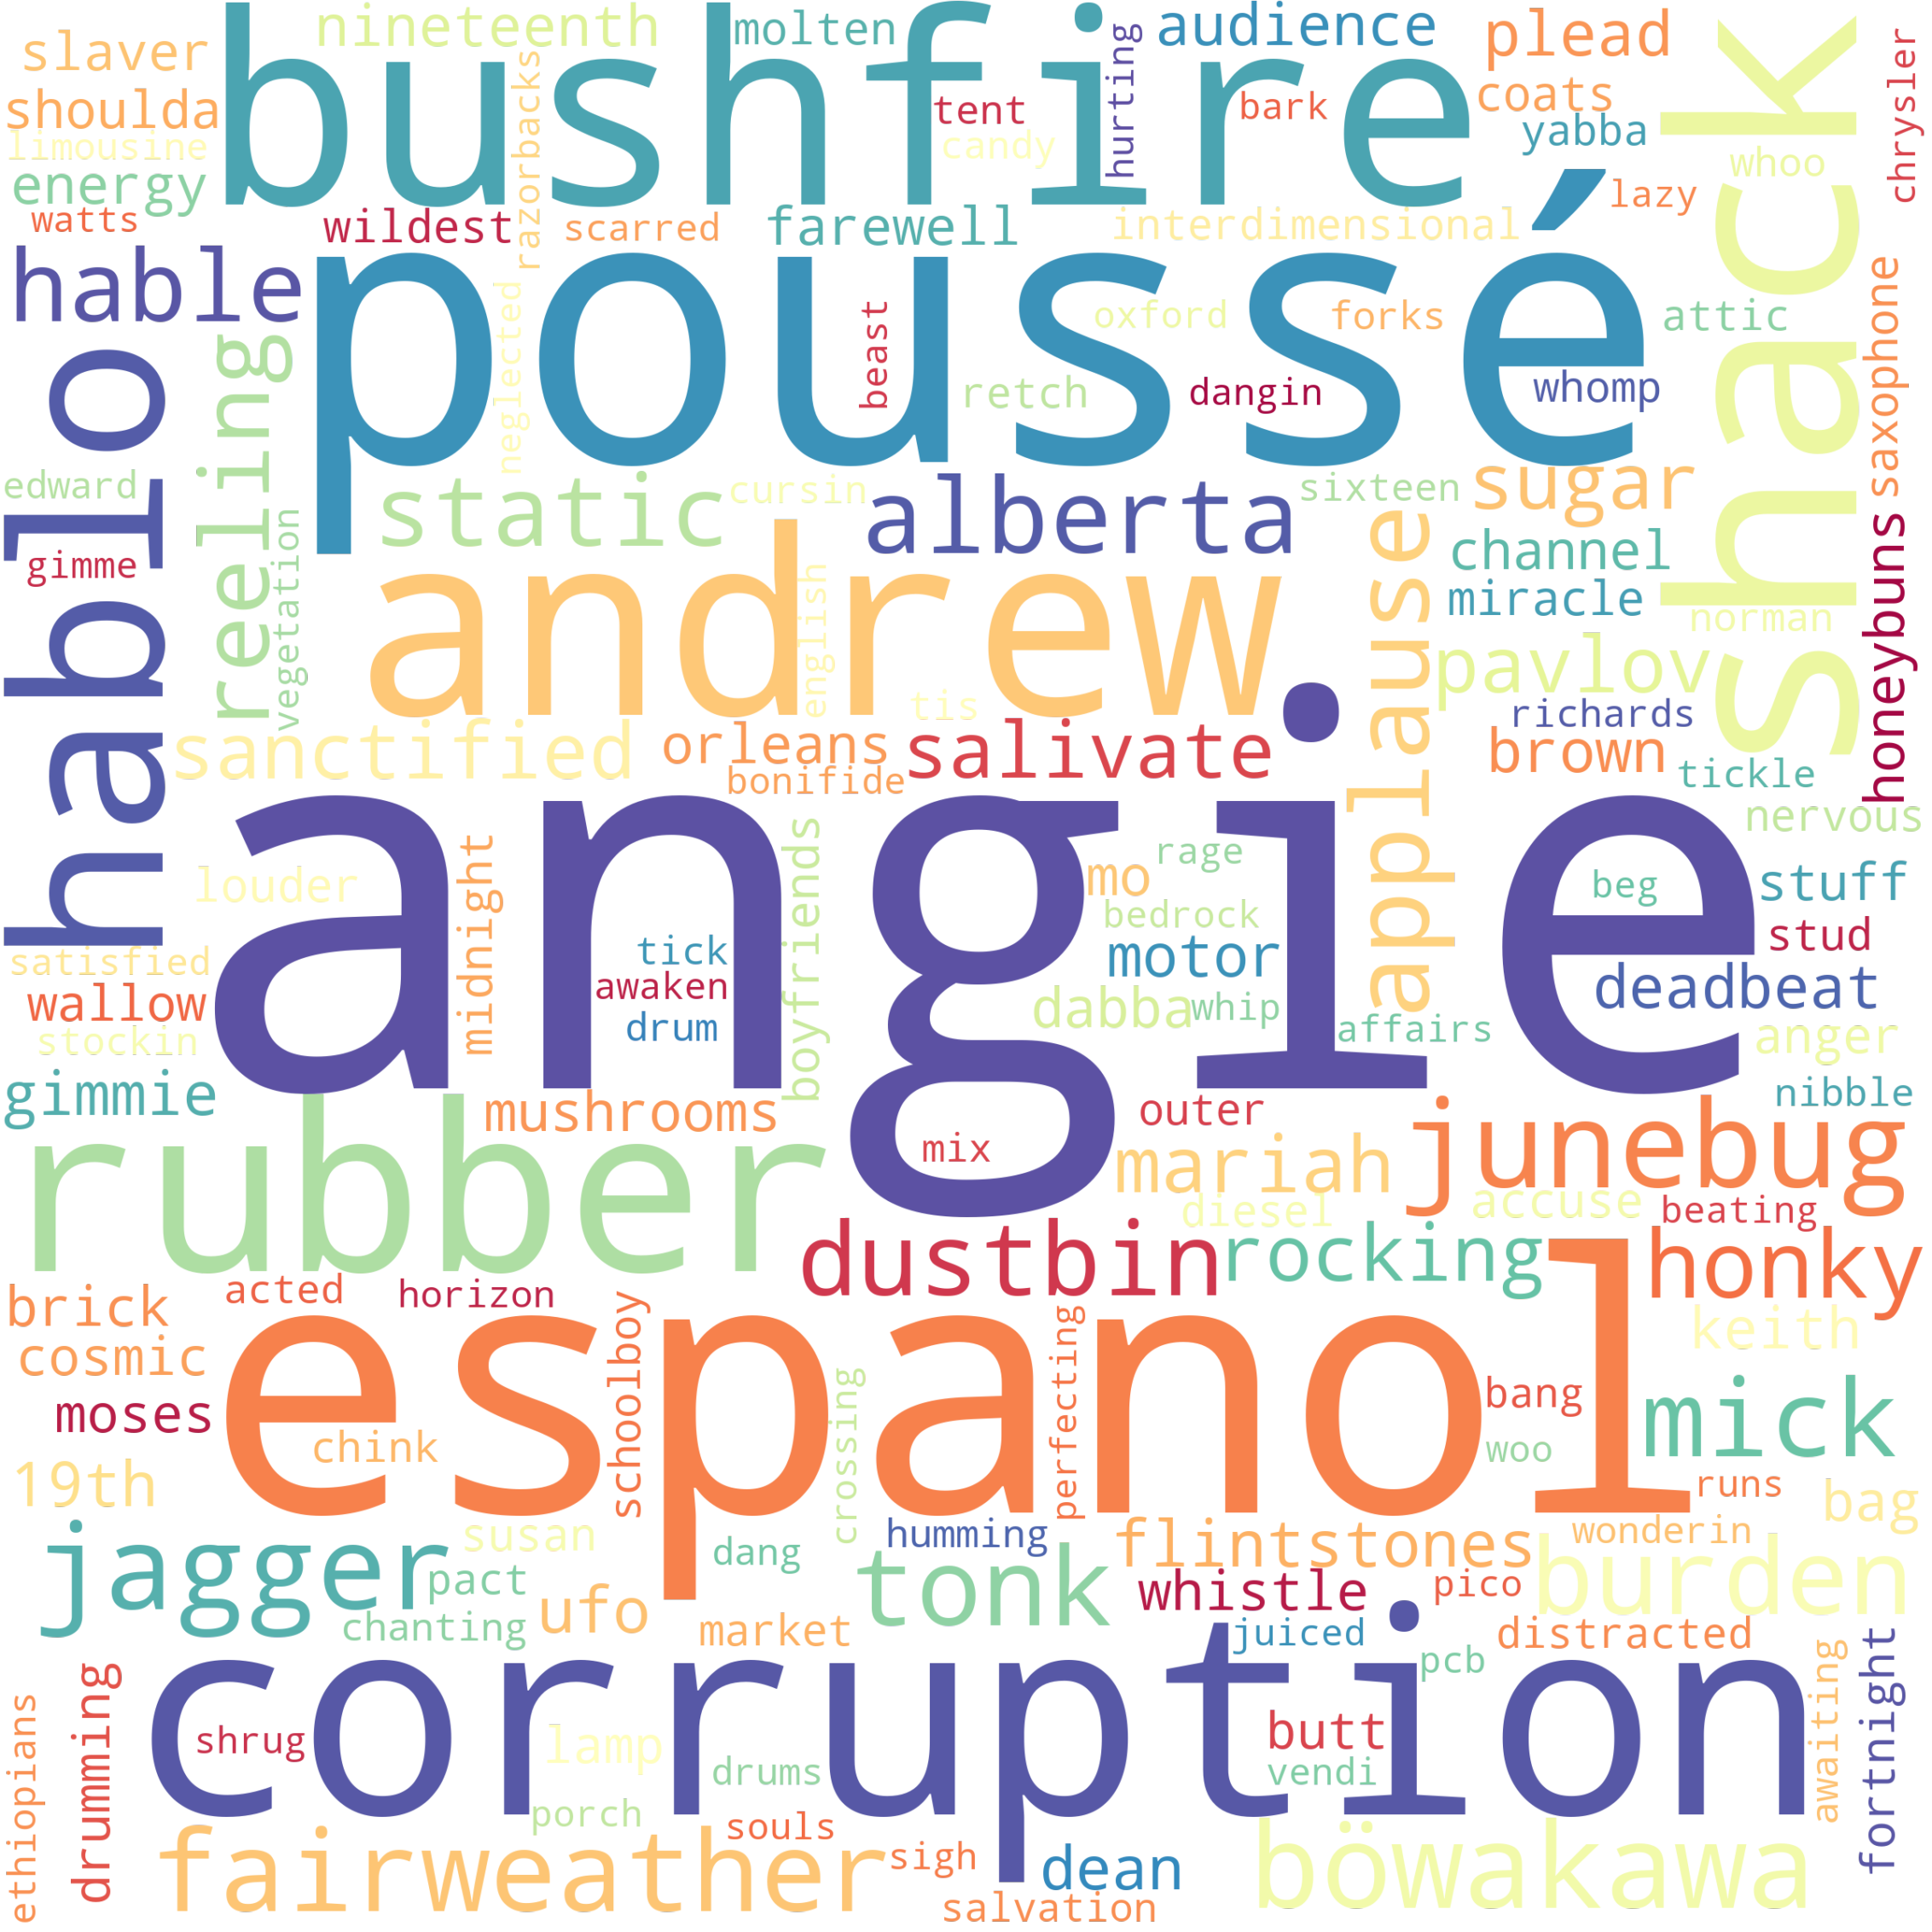 slaver
nineteenth
molten
audience
plead
chrysler
shoulda
bushfire
razorbacks
tent
hurting
bark
coats
shack
limousine
candy
yabba
whoo
energy
lazy
watts
wildest
scarred
farewell
interdimensional
hable
poussé
beast
oxford
forks
attic
saxophone
hablo
reeling
neglected
retch
dangin
whomp
edward
static
cursin
alberta
sixteen
sugar
gimme
vegetation
andrew
english
applause
channel
honeybuns
miracle
norman
pavlov
tis
richards
sanctified
orleans
salivate
brown
bonifide
tickle
angie
nervous
louder
midnight
boyfriends
rage
mo
beg
stuff
bedrock
stud
satisfied
tick
motor
wallow
awaken
deadbeat
stockin
drum
dabba
whip
affairs
anger
gimmie
mushrooms
outer
nibble
rubber
mix
mariah
junebug
diesel
accuse
beating
dustbin
rocking
honky
brick
acted
horizon
schoolboy
perfecting
keith
cosmic
espanol
moses
chink
crossing
bang
mick
woo
19th
runs
bag
jagger
susan
dang
humming
flintstones
wonderin
pact
tonk
whistle
pico
burden
chanting
ufo
market
juiced
distracted
corruption
pcb
drumming
ethiopians
shrug
lamp
drums
butt
vendi
awaiting
fortnight
porch
souls
fairweather
sigh
dean
böwakawa
salvation